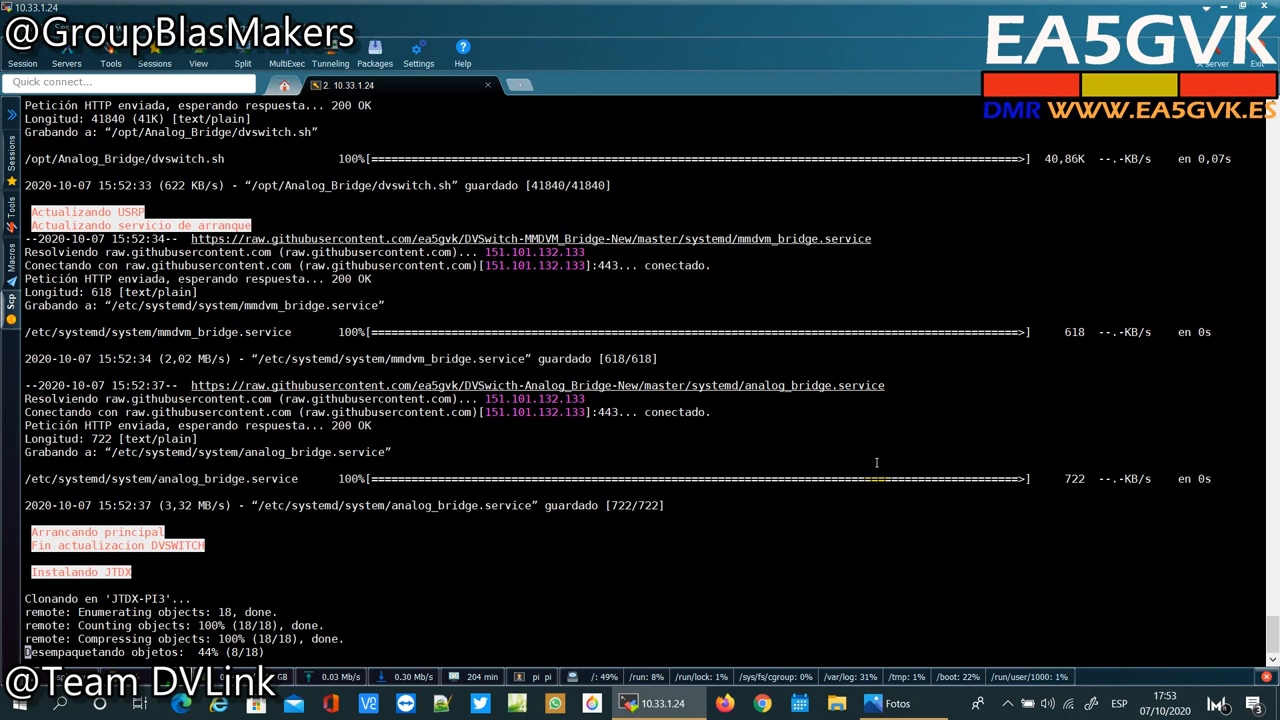 10.33.1.24
@GroupBlasMakers
Session Servers Tools Sessions View Split MultiExec Tunneling Packages Settings Help
EA5GVK
X server Exit
DMR WWW.EA5GVK.ES
Quick connect...
2. 10.33.1.24
Sessions
Tools
Macros
Scp
Petición HTTP enviada, esperando respuesta... 200 OK
Longitud: 41840 (41K) [text/plain]
Grabando a: “/opt/Analog_Bridge/dvswitch.sh”
/opt/Analog_Bridge/dvswitch.sh 100%[=================================================================================================>] 40,86K --.-KB/s en 0,07s
2020-10-07 15:52:33 (622 KB/s) - “/opt/Analog_Bridge/dvswitch.sh” guardado [41840/41840]
Actualizando USRP
Actualizando servicio de arranque
--2020-10-07 15:52:34-- https://raw.githubusercontent.com/ea5gvk/DVSwitch-MMDVM_Bridge-New/master/systemd/mmdvm_bridge.service
Resolviendo raw.githubusercontent.com (raw.githubusercontent.com)... 151.101.132.133
Conectando con raw.githubusercontent.com (raw.githubusercontent.com)[151.101.132.133]:443... conectado.
Petición HTTP enviada, esperando respuesta... 200 OK
Longitud: 618 [text/plain]
Grabando a: “/etc/systemd/system/mmdvm_bridge.service”
/etc/systemd/system/mmdvm_bridge.service 100%[=================================================================================================>] 618 --.-KB/s en 0s
2020-10-07 15:52:34 (2,02 MB/s) - “/etc/systemd/system/mmdvm_bridge.service” guardado [618/618]
--2020-10-07 15:52:37-- https://raw.githubusercontent.com/ea5gvk/DVSwicth-Analog_Bridge-New/master/systemd/analog_bridge.service
Resolviendo raw.githubusercontent.com (raw.githubusercontent.com)... 151.101.132.133
Conectando con raw.githubusercontent.com (raw.githubusercontent.com)[151.101.132.133]:443... conectado.
Petición HTTP enviada, esperando respuesta... 200 OK
Longitud: 722 [text/plain]
Grabando a: “/etc/systemd/system/analog_bridge.service”
/etc/systemd/system/analog_bridge.service 100%[=================================================================================================>] 722 --.-KB/s en 0s
2020-10-07 15:52:37 (3,32 MB/s) - “/etc/systemd/system/analog_bridge.service” guardado [722/722]
Arrancando principal
Fin actualizacion DVSWITCH
Instalando JTDX
Clonando en 'JTDX-PI3'...
remote: Enumerating objects: 18, done.
remote: Counting objects: 100% (18/18), done.
remote: Compressing objects: 100% (18/18), done.
Desempaquetando objetos: 44% (8/18)
@Team DVLink
GB 0.03 Mb/s 0.30 Mb/s 204 min pi pi /: 49% /run: 8% /run/lock: 1% /sys/fs/cgroup: 0% /var/log: 31% /tmp: 1% /boot: 22% /run/user/1000: 1%
10.33.1.24 Fotos ESP 17:53
07/10/2020 3